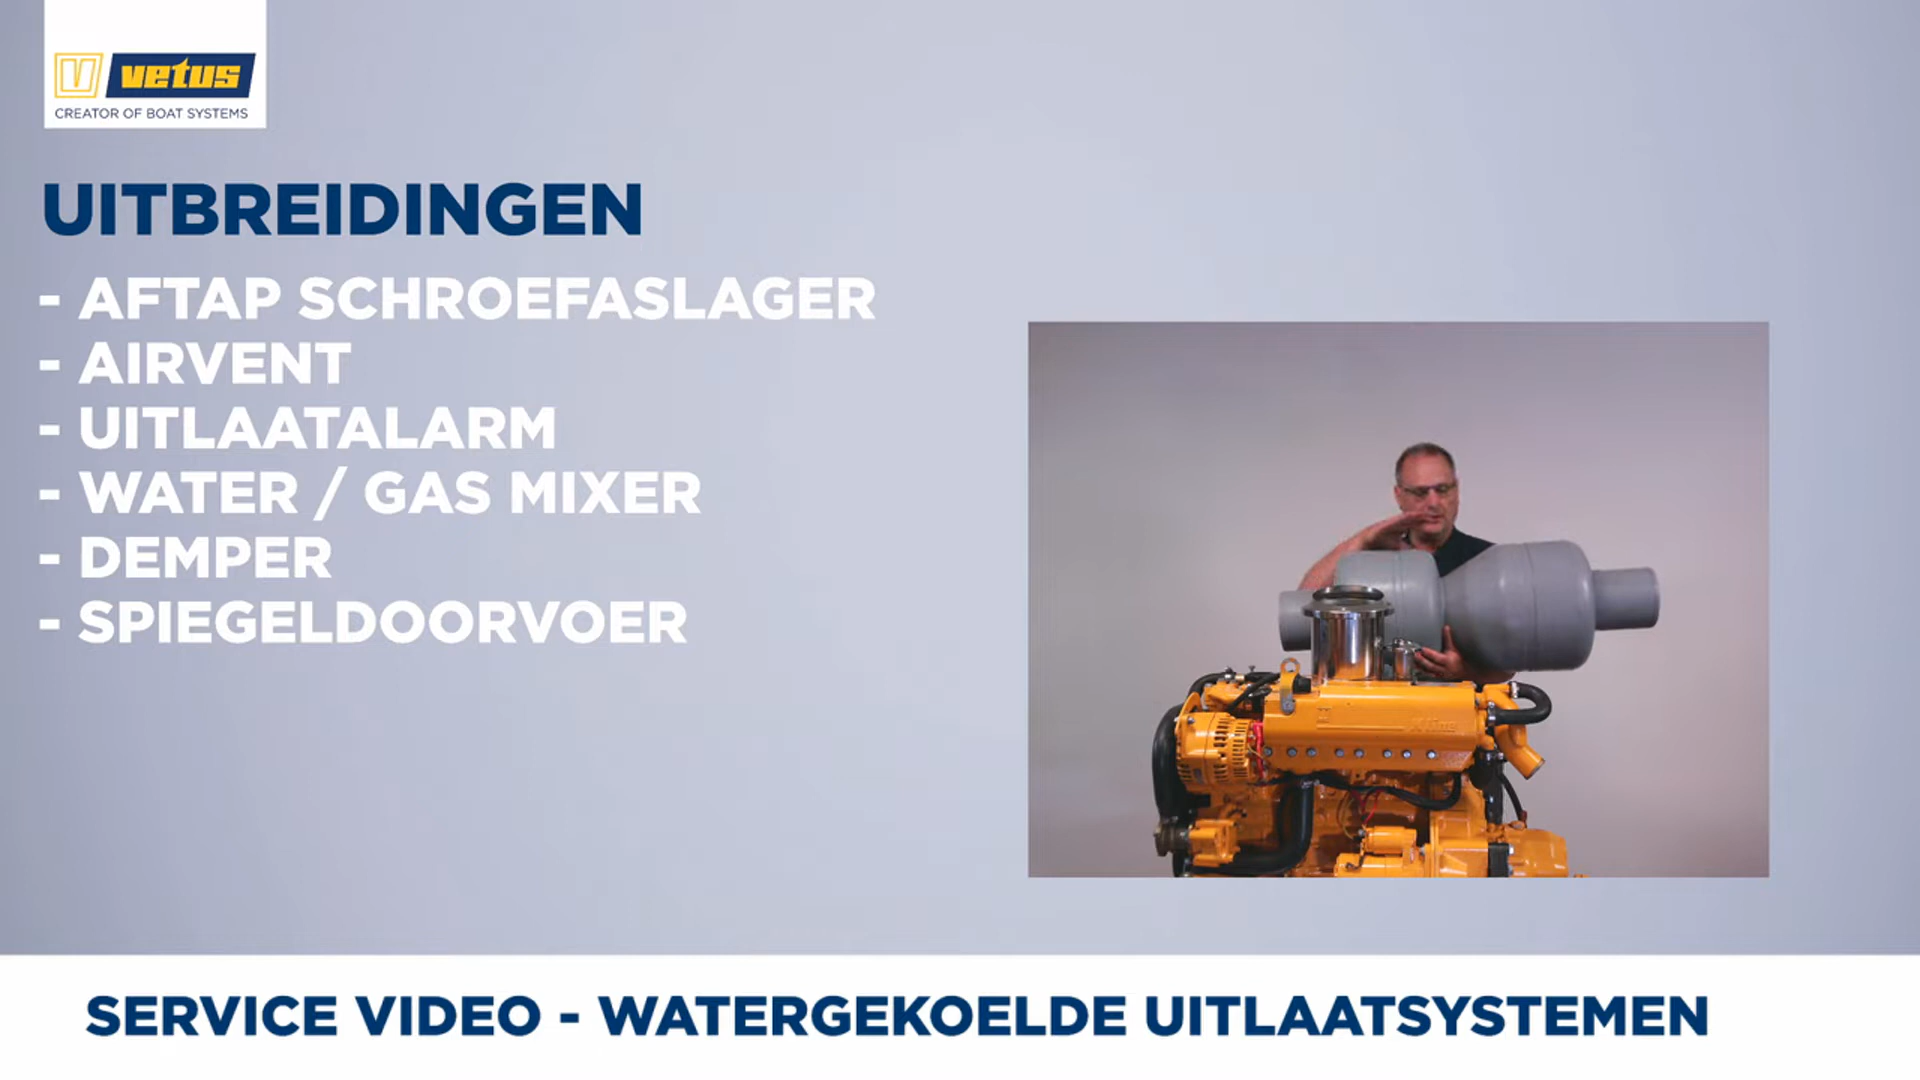 V vetus
CREATOR OF BOAT SYSTEMS
UITBREIDINGEN
- AFTAP SCHROEFASLAGER
- AIRVENT
- UITLAATALARM
- WATER / GAS MIXER
- DEMPER
- SPIEGELDOORVOER
SERVICE VIDEO - WATERGEKOELDE UITLAATSYSTEMEN